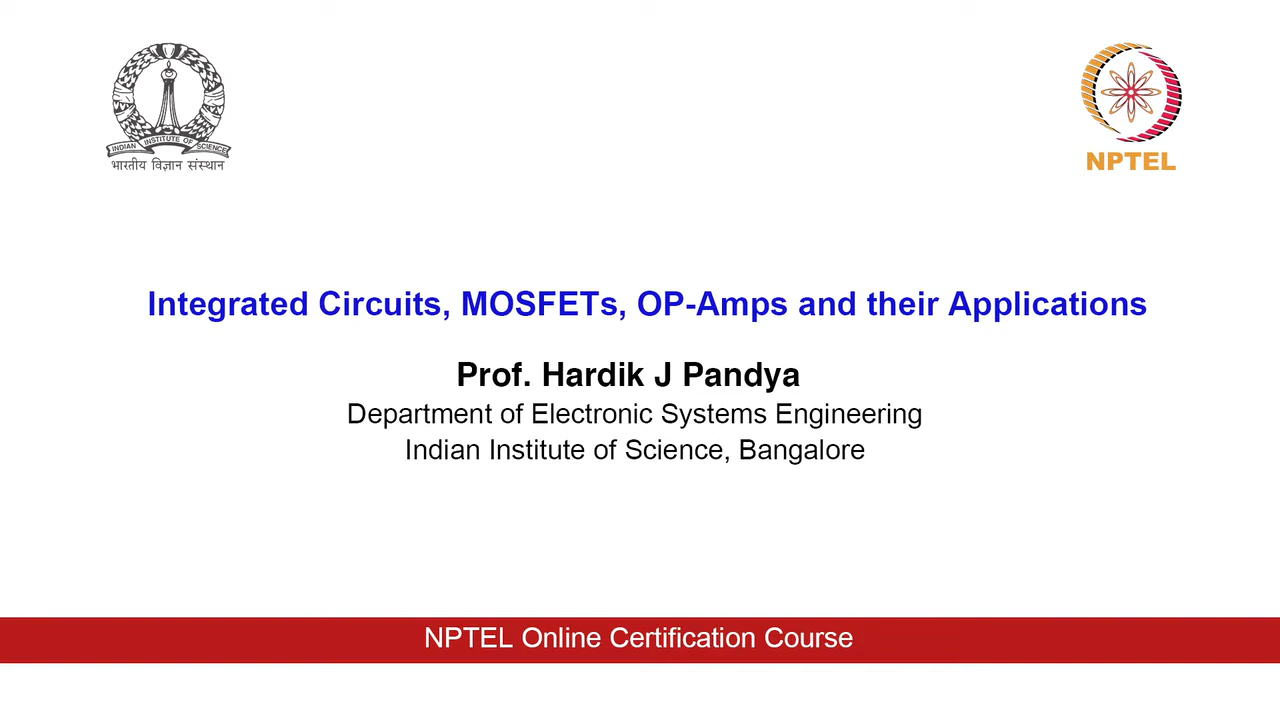 INDIAN INSTITUTE OF SCIENCE
भारतीय विज्ञान संस्थान
NPTEL
Integrated Circuits, MOSFETs, OP-Amps and their Applications
Prof. Hardik J Pandya
Department of Electronic Systems Engineering
Indian Institute of Science, Bangalore
NPTEL Online Certification Course